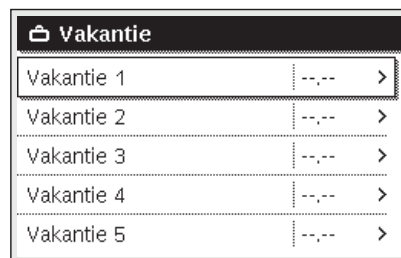 Vakantie
Vakantie 1 --.-- >
Vakantie 2 --.-- >
Vakantie 3 --.-- >
Vakantie 4 --.-- >
Vakantie 5 --.-- >